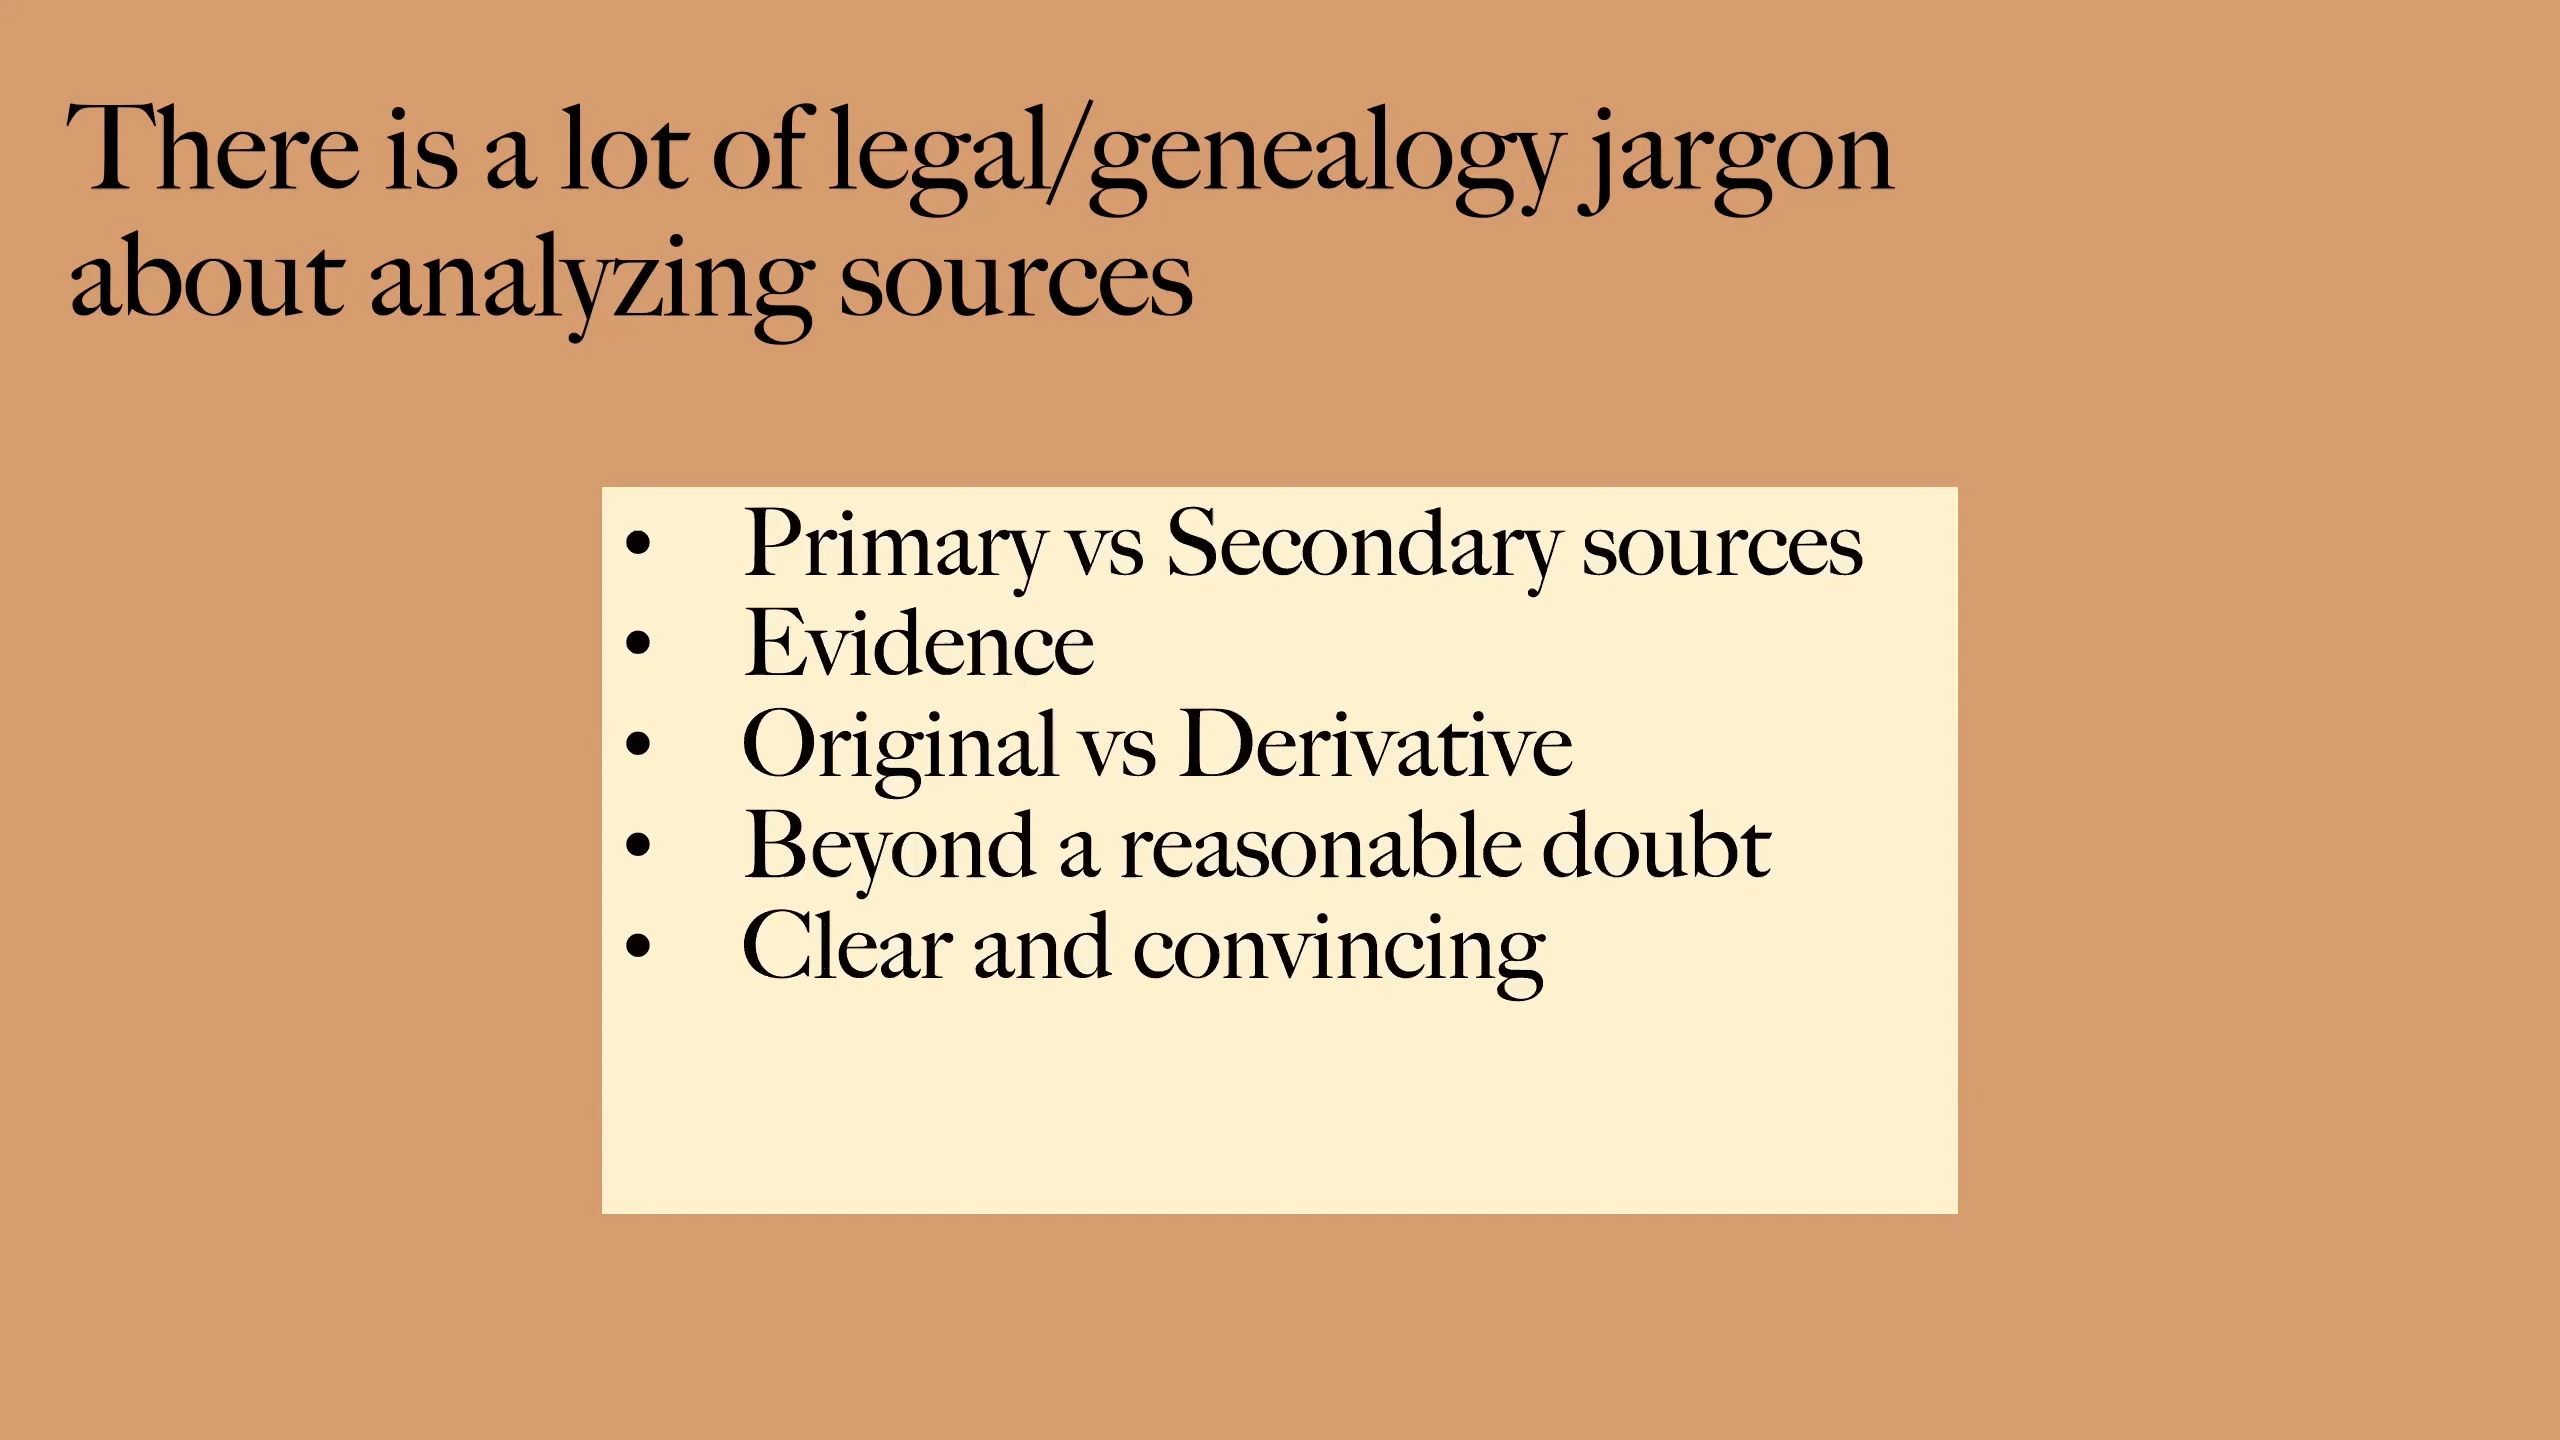 There is a lot of legal/genealogy jargon
about analyzing sources
• Primary vs Secondary sources
• Evidence
• Original vs Derivative
• Beyond a reasonable doubt
• Clear and convincing